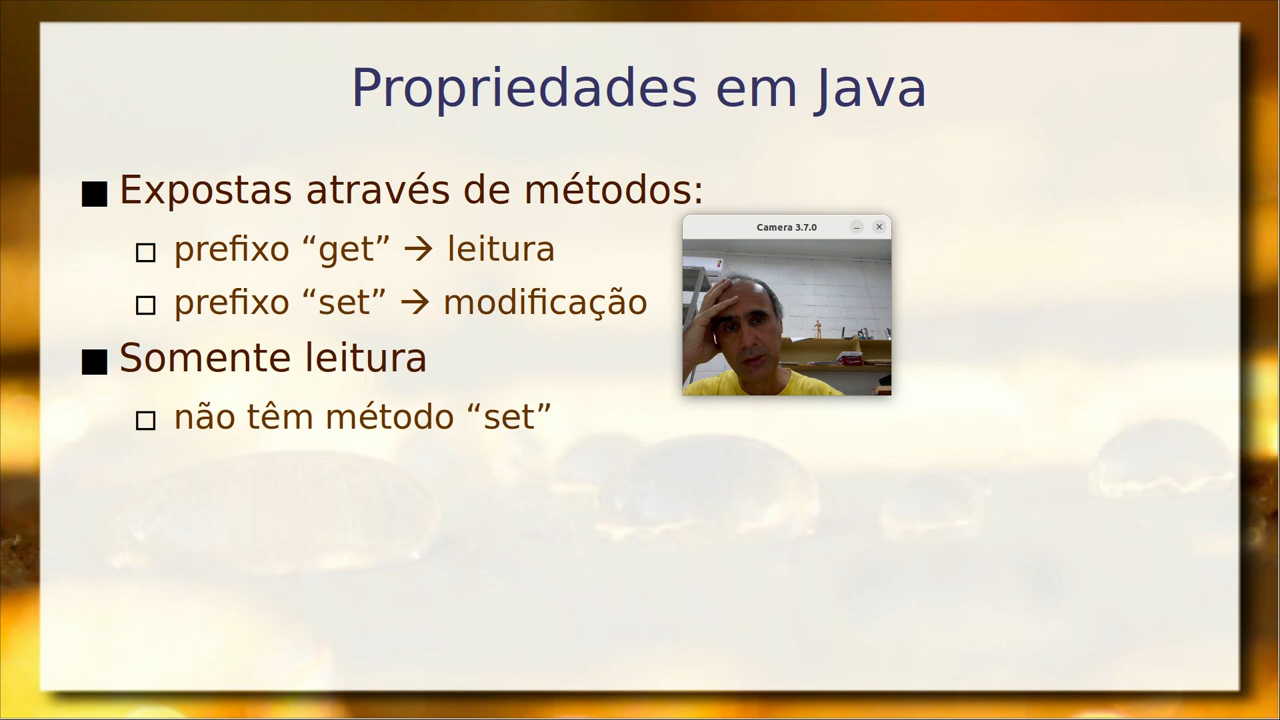 Propriedades em Java
Expostas através de métodos:
prefixo “get” → leitura
prefixo “set” → modificação
Camera 3.7.0
Somente leitura
não têm método “set”